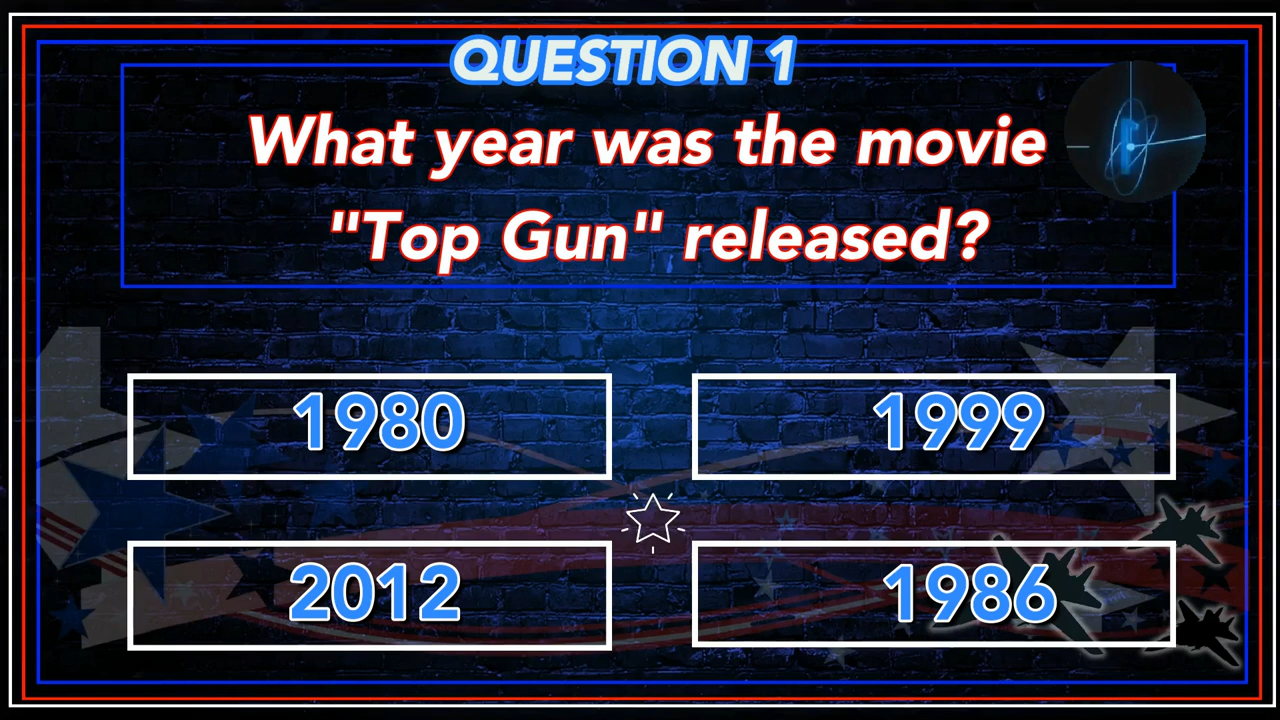 QUESTION 1
What year was the movie
"Top Gun" released?
1980
1999
2012
1986